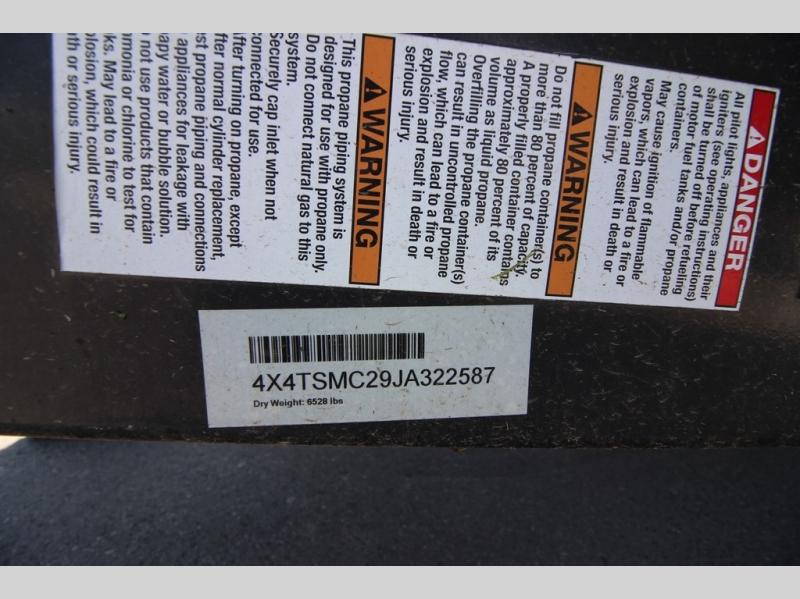 DANGER
All pilot lights, appliances and their
igniters (see operating instructions)
shall be turned off before refueling
of motor fuel tanks and/or propane
containers.
May cause ignition of flammable
vapors, which can lead to a fire or
explosion and result in death or
serious injury.
WARNING
Do not fill propane container(s) to
more than 80 percent of capacity.
A properly filled container contains
approximately 80 percent of its
volume as liquid propane.
Overfilling the propane container(s)
can result in uncontrolled propane
flow, which can lead to a fire or
explosion and result in death or
serious injury.
WARNING
This propane piping system is
designed for use with propane only.
Do not connect natural gas to this
system.
Securely cap inlet when not
connected for use.
After turning on propane, except
after normal cylinder replacement,
propane piping and connections
appliances for leakage with
water or bubble solution.
not use products that contain
or chlorine to test for
May lead to a fire or
which could result in
or serious injury.
4X4TSMC29JA322587
Dry Weight: 6528 lbs